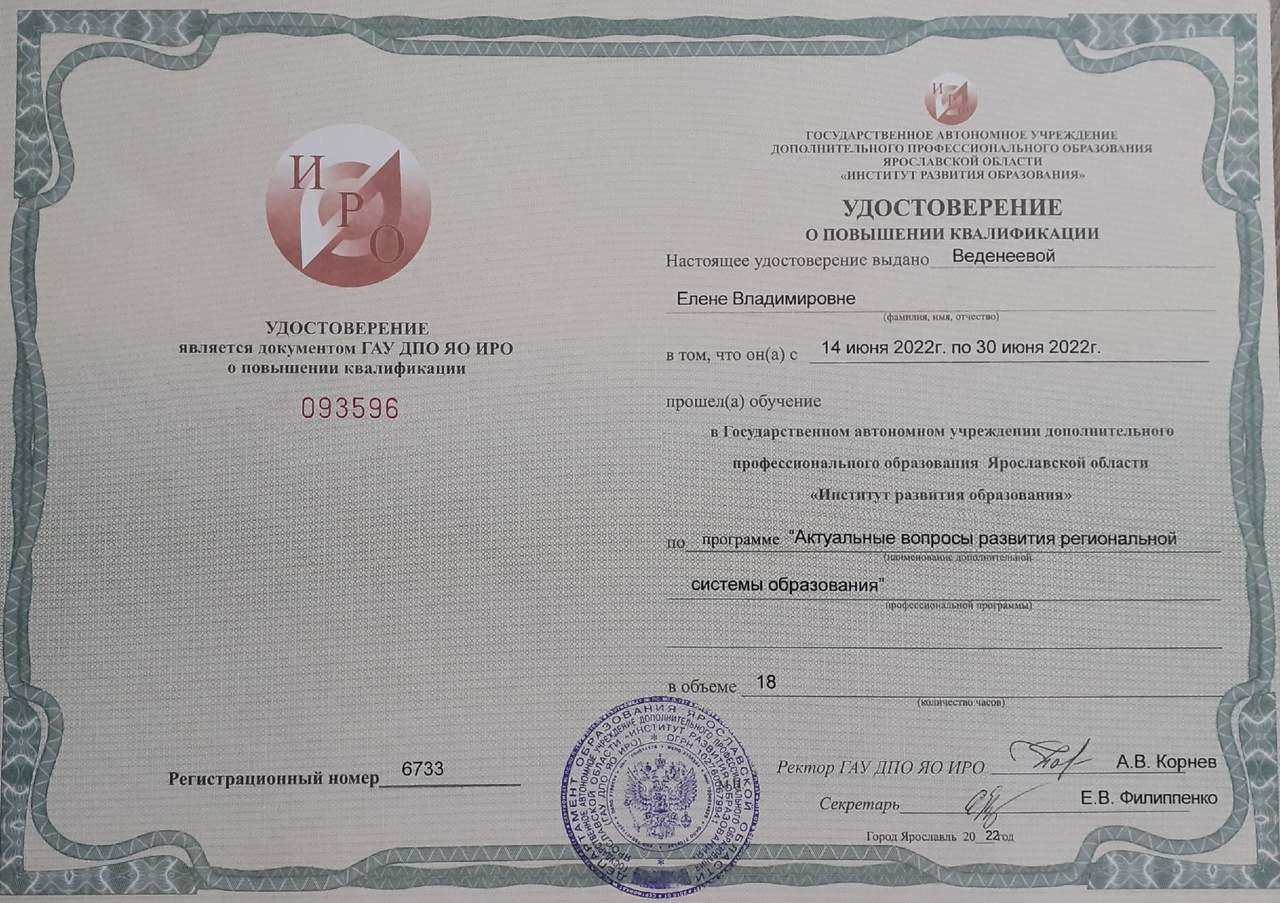 И
Р
О
УДОСТОВЕРЕНИЕ
является документом ГАУ ДПО ЯО ИРО
о повышении квалификации
093596
Регистрационный номер 6733
И
Р
О
ГОСУДАРСТВЕННОЕ АВТОНОМНОЕ УЧРЕЖДЕНИЕ
ДОПОЛНИТЕЛЬНОГО ПРОФЕССИОНАЛЬНОГО ОБРАЗОВАНИЯ
ЯРОСЛАВСКОЙ ОБЛАСТИ
«ИНСТИТУТ РАЗВИТИЯ ОБРАЗОВАНИЯ»
УДОСТОВЕРЕНИЕ
О ПОВЫШЕНИИ КВАЛИФИКАЦИИ
Настоящее удостоверение выдано Веденеевой
Елене Владимировне
(фамилия, имя, отчество)
в том, что он(а) с 14 июня 2022г. по 30 июня 2022г.
прошел(а) обучение
в Государственном автономном учреждении дополнительного
профессионального образования Ярославской области
«Институт развития образования»
по программе "Актуальные вопросы развития региональной
(наименование дополнительной
системы образования"
профессиональной программы)
в объеме 18
(количество часов)
Ректор ГАУ ДПО ЯО ИРО А.В. Корнев
Секретарь Е.В. Филиппенко
Город Ярославль 20 22 год
ДЕПАРТАМЕНТ ОБРАЗОВАНИЯ ЯРОСЛАВСКОЙ ОБЛАСТИ